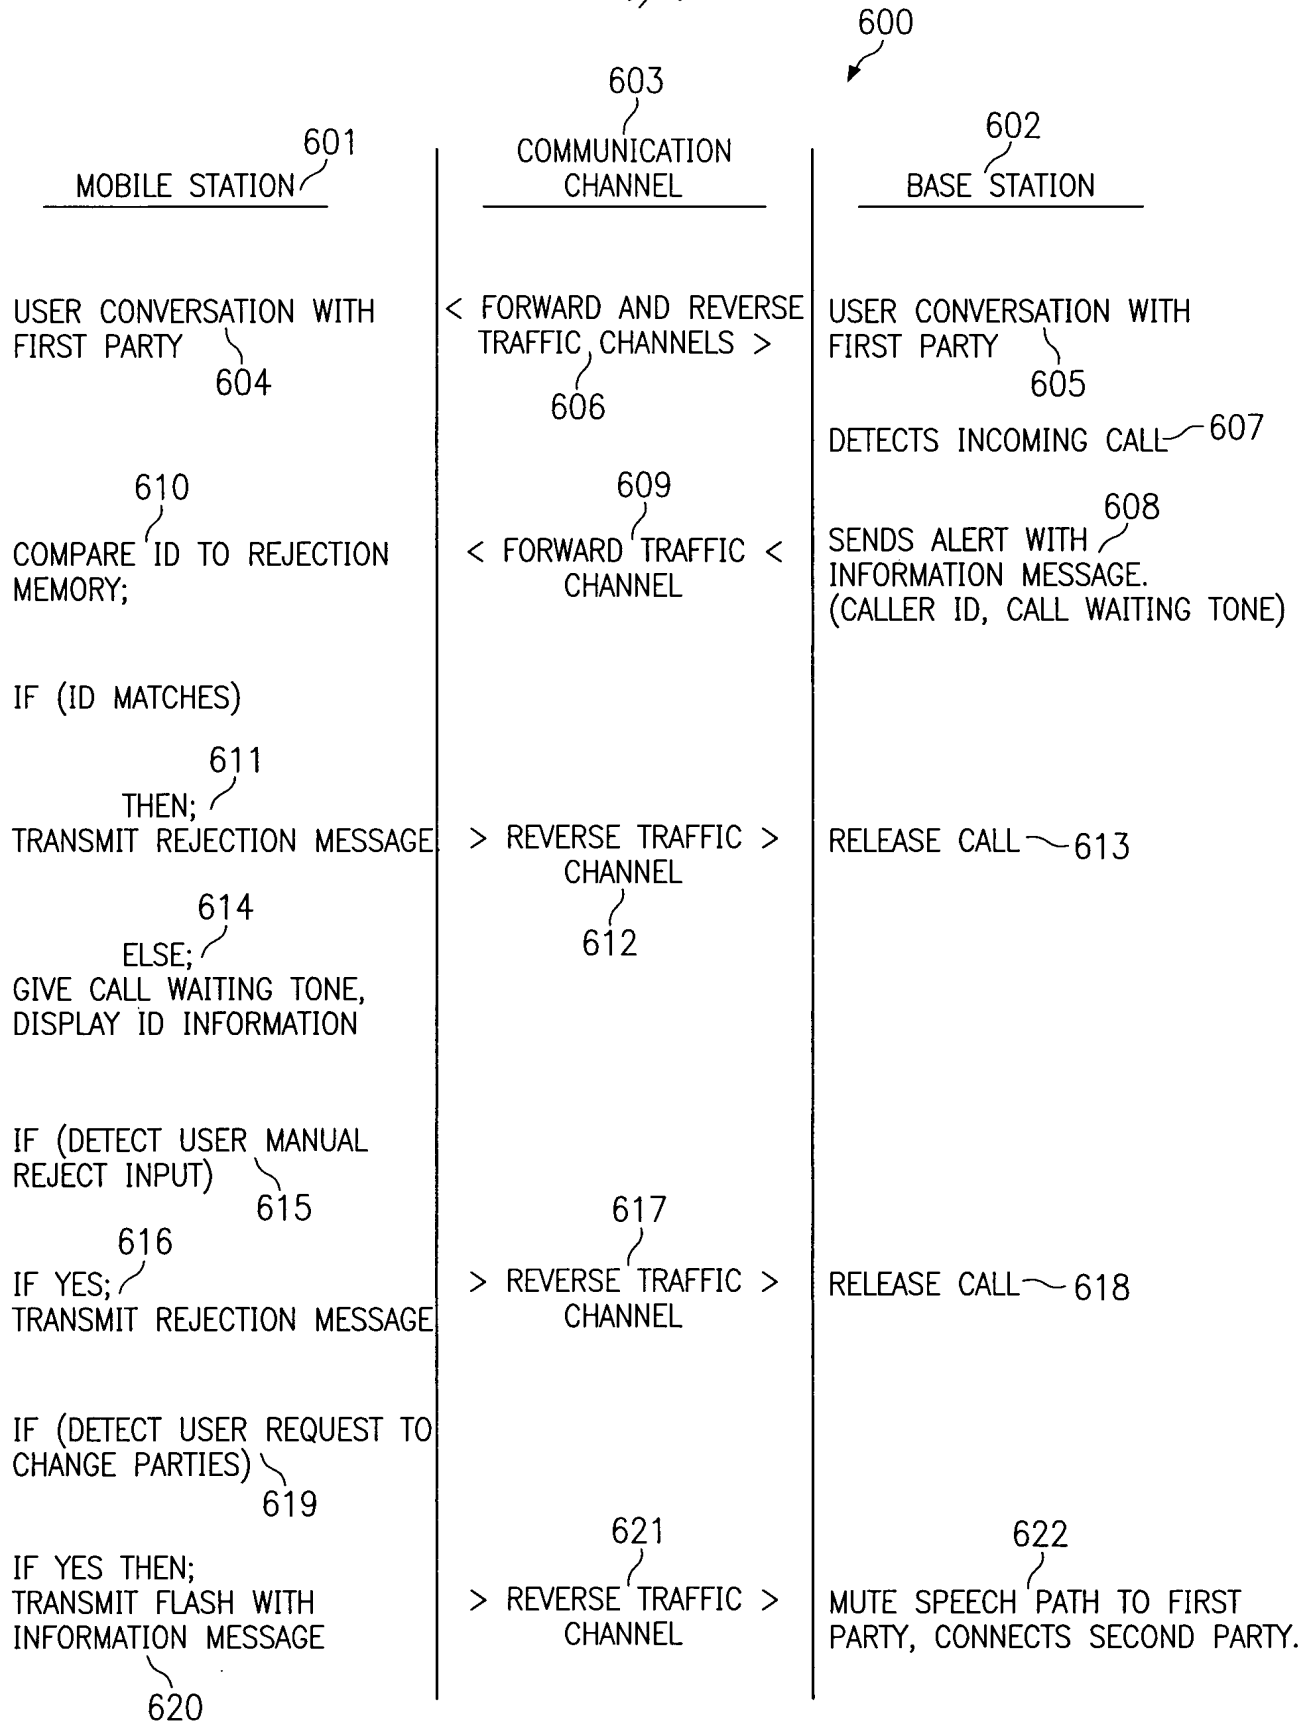 600
603
601
602
COMMUNICATION
CHANNEL
MOBILE STATION
BASE STATION
USER CONVERSATION WITH
FIRST PARTY
604
< FORWARD AND REVERSE
TRAFFIC CHANNELS >
606
USER CONVERSATION WITH
FIRST PARTY
605
DETECTS INCOMING CALL 607
610
COMPARE ID TO REJECTION
MEMORY;
609
< FORWARD TRAFFIC <
CHANNEL
608
SENDS ALERT WITH
INFORMATION MESSAGE.
(CALLER ID, CALL WAITING TONE)
IF (ID MATCHES)
611
THEN;
TRANSMIT REJECTION MESSAGE
> REVERSE TRAFFIC >
CHANNEL
612
RELEASE CALL 613
614
ELSE;
GIVE CALL WAITING TONE,
DISPLAY ID INFORMATION
IF (DETECT USER MANUAL
REJECT INPUT)
615
616
IF YES;
TRANSMIT REJECTION MESSAGE
617
> REVERSE TRAFFIC >
CHANNEL
RELEASE CALL 618
IF (DETECT USER REQUEST TO
CHANGE PARTIES)
619
IF YES THEN;
TRANSMIT FLASH WITH
INFORMATION MESSAGE
620
621
> REVERSE TRAFFIC >
CHANNEL
622
MUTE SPEECH PATH TO FIRST
PARTY, CONNECTS SECOND PARTY.